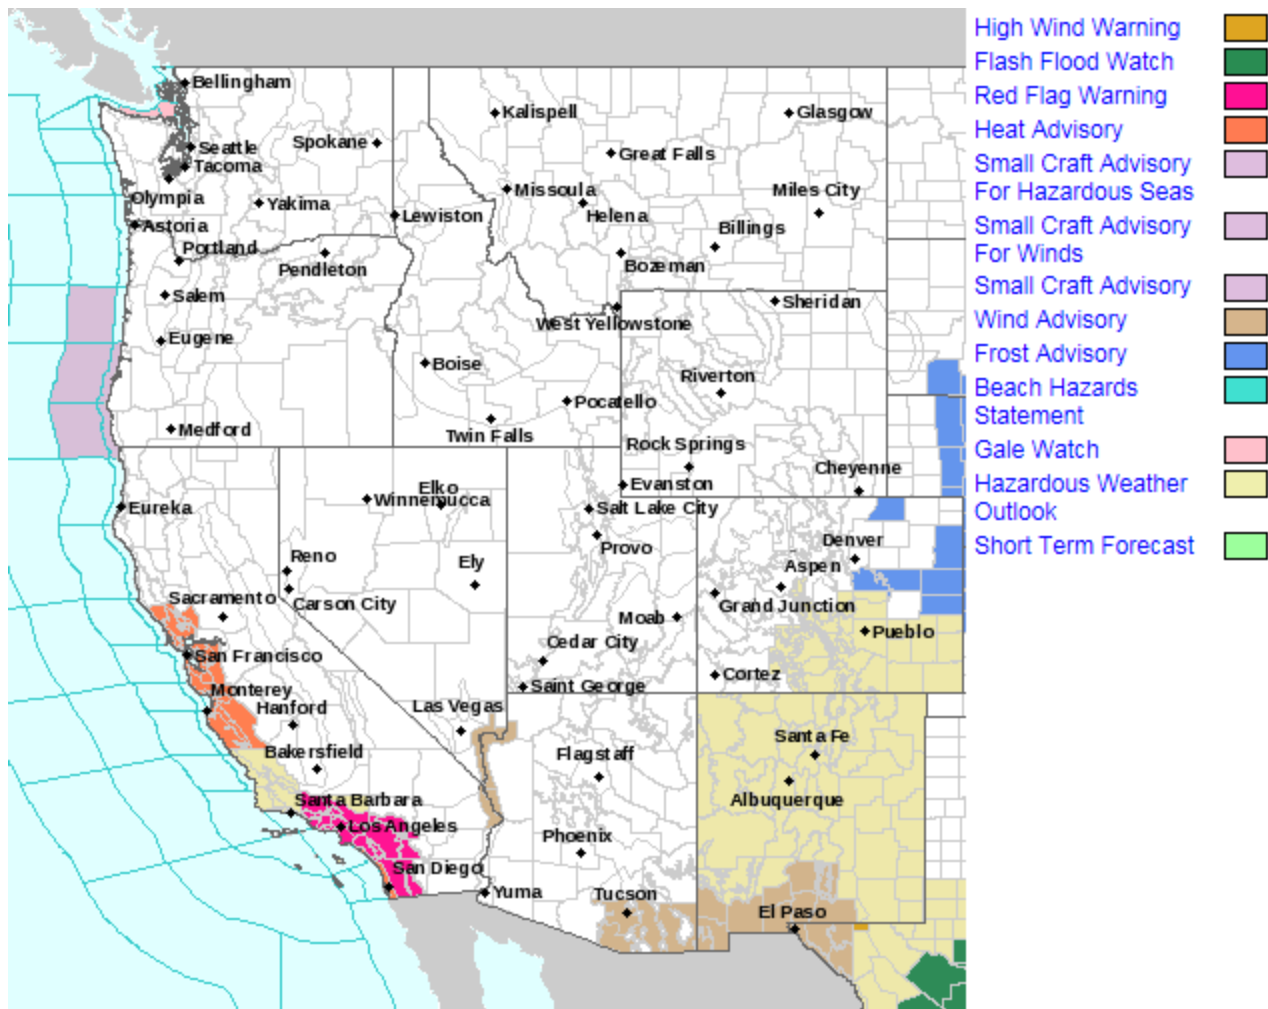 High Wind Warning
Flash Flood Watch
Red Flag Warning
Heat Advisory
Small Craft Advisory
For Hazardous Seas
Small Craft Advisory
For Winds
Small Craft Advisory
Wind Advisory
Frost Advisory
Beach Hazards
Statement
Gale Watch
Hazardous Weather
Outlook
Short Term Forecast
Bellingham
Kalispell
Glasgow
Seattle
Spokane
Great Falls
Tacoma
Missoula
Miles City
Olympia
Yakima
Lewiston
Helena
Astoria
Billings
Portland
Pendleton
Bozeman
Salem
Sheridan
West Yellowstone
Eugene
Boise
Riverton
Pocatello
Medford
Twin Falls
Rock Springs
Cheyenne
Elko
Evanston
Winnemucca
Eureka
Salt Lake City
Denver
Provo
Reno
Ely
Aspen
Sacramento
Carson City
Grand Junction
Moab
Pueblo
Cedar City
San Francisco
Cortez
Saint George
Monterey
Hanford
Las Vegas
Santa Fe
Bakersfield
Flagstaff
Santa Barbara
Albuquerque
Los Angeles
Phoenix
San Diego
Yuma
Tucson
El Paso